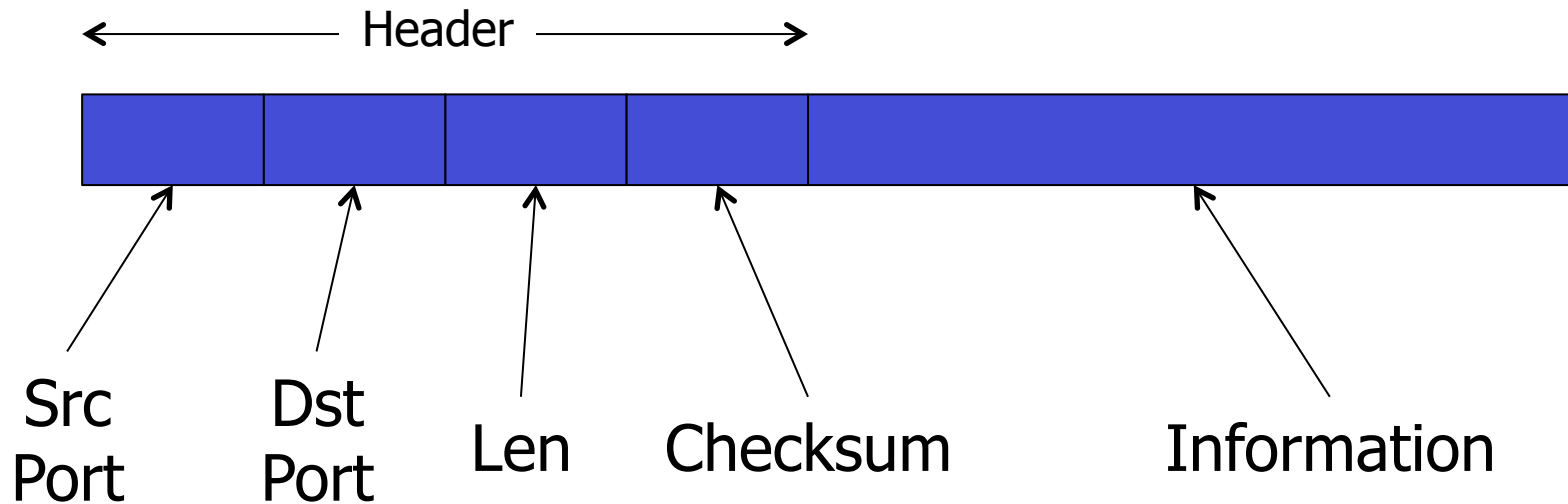 Header
Src
Port
Dst
Port
Len
Checksum
Information